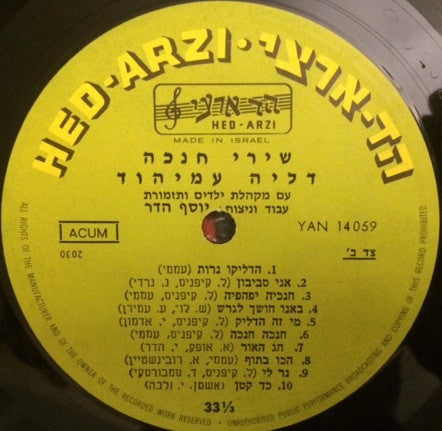 HED-ARZI · הד-ארצי
הד ארצי
HED-ARZI
MADE IN ISRAEL
שירי חנכה
דליה עמיהוד
עם מקהלת ילדים ותזמורת
עבוד וניצוח: יוסף הדר
ACUM
2030
YAN 14059
צד ב'
1. הדליקו נרות (עממי)
2. אני סביבון (ל. קיפניס, נ. נרדי)
3. חנכיה יפהפיה (ל. קיפניס, עממי)
4. באנו חושך לגרש (ש. לוי, ע. עמירן)
5. מי זה הדליק (ל. קיפניס, י. אדמון)
6. חנכה חנכה (ל. קיפניס, עממי)
7. חג האור (א. אופק, י. הדר)
8. הכו בתוף (עממי, א. רובינשטיין)
9. נר לי (ל. קיפניס, ד. סמבורסקי)
10. כד קטן (אשמן, י. ולבה)
33⅓
ALL RIGHTS OF THE MANUFACTURER AND OF THE OWNER OF THE RECORDED WORK RESERVED - UNAUTHORISED PUBLIC PERFORMANCE BROADCASTING AND COPYING OF THIS RECORD PROHIBITED